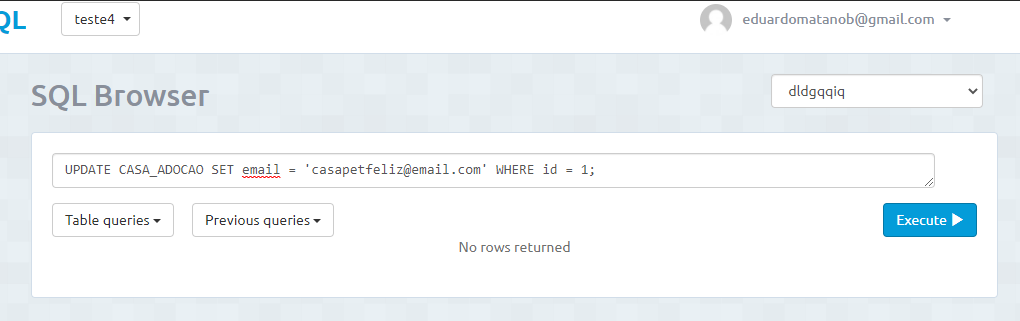 QL teste4 eduardomatanob@gmail.com
SQL Browser dldgqqiq
UPDATE CASA_ADOCAO SET email = 'casapetfeliz@email.com' WHERE id = 1;
Table queries Previous queries Execute
No rows returned